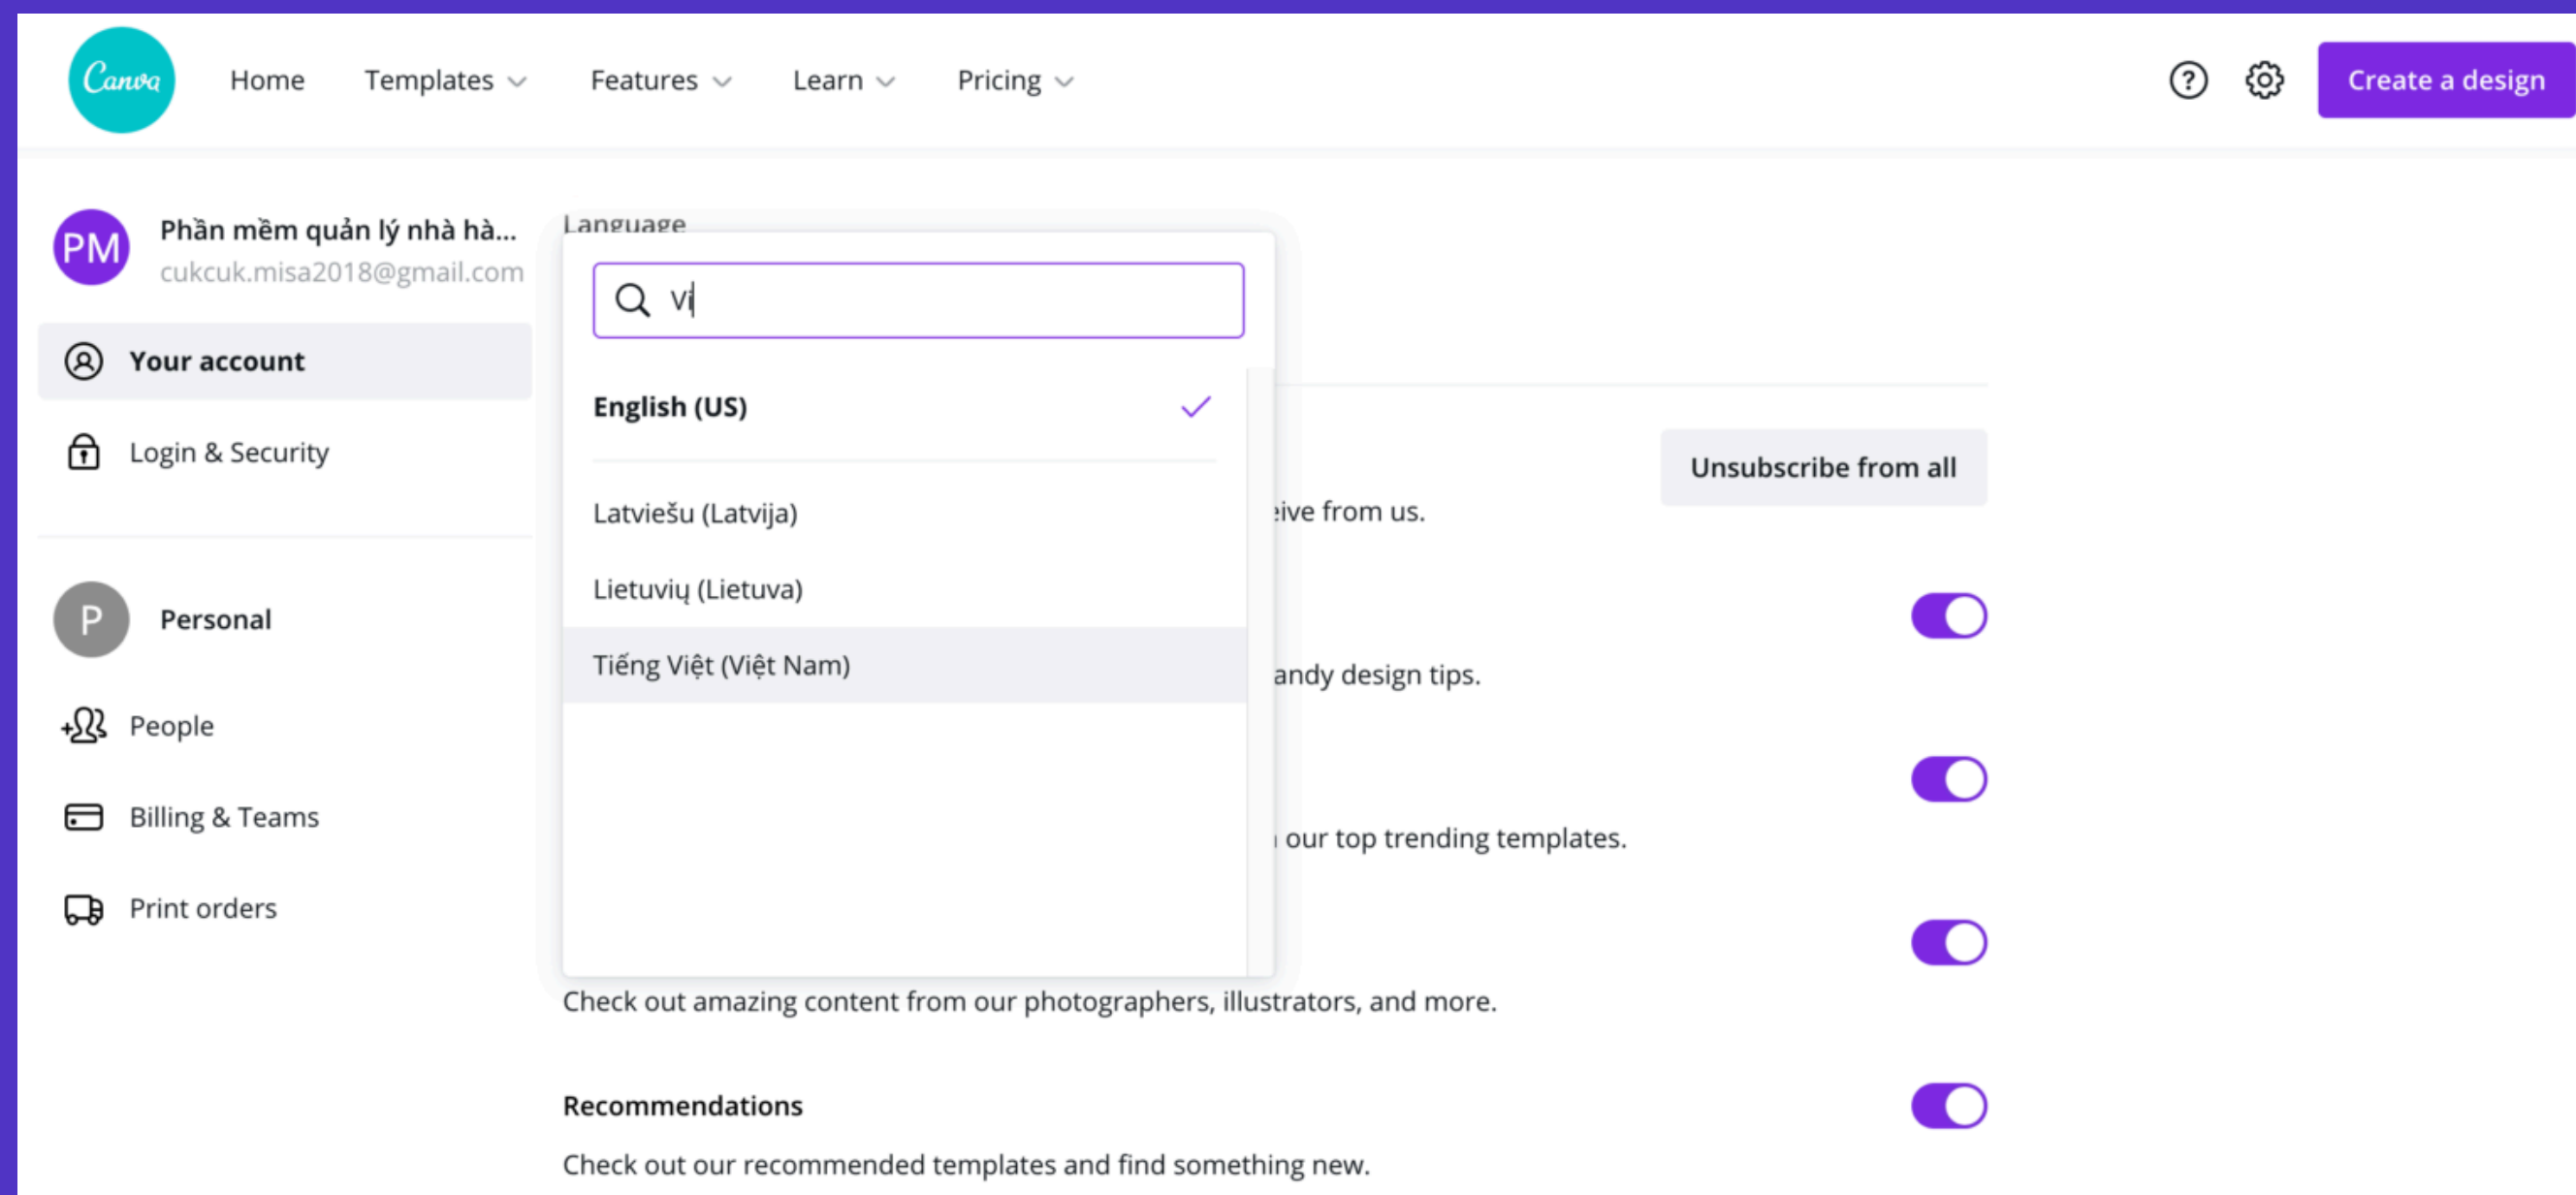 Canva
Home
Templates
Features
Learn
Pricing
?
Create a design
PM
Phần mềm quản lý nhà hà...
cukcuk.misa2018@gmail.com
Your account
Login & Security
P
Personal
People
Billing & Teams
Print orders
Language
Vi
English (US)
Latviešu (Latvija)
Lietuvių (Lietuva)
Tiếng Việt (Việt Nam)
Unsubscribe from all
from us.
design tips.
our top trending templates.
Check out amazing content from our photographers, illustrators, and more.
Recommendations
Check out our recommended templates and find something new.